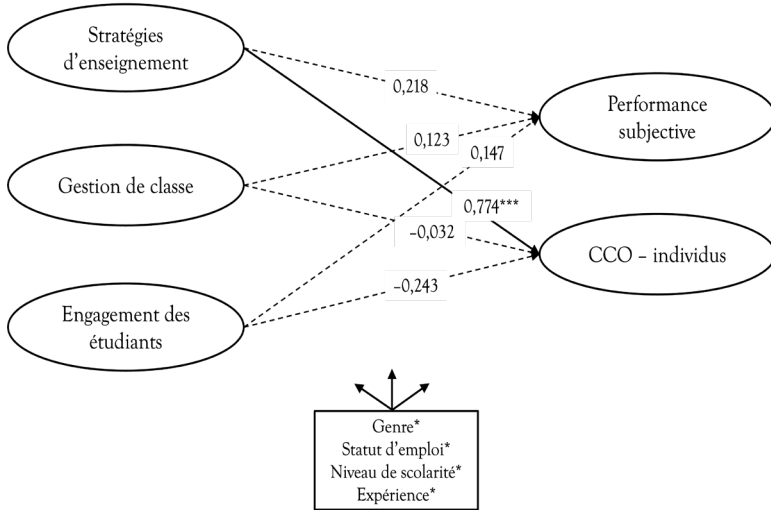 Stratégies
d’enseignement
0,218
Performance
subjective
0,123
0,147
Gestion de classe
0,774***
–0,032
CCO – individus
–0,243
Engagement des
étudiants
Genre*
Statut d’emploi*
Niveau de scolarité*
Expérience*